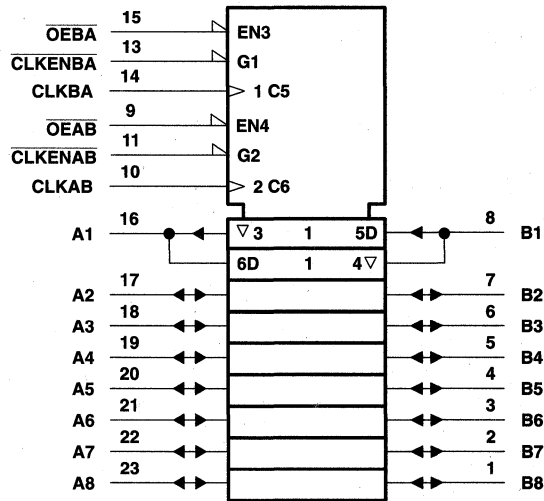 15
OEBA EN3
13
CLKENBA G1
14
CLKBA 1 C5
9
OEAB EN4
11
CLKENAB G2
10
CLKAB 2 C6
16 8
A1 ▽ 3 1 5D B1
6D 1 4 ▽
17 7
A2 B2
18 6
A3 B3
19 5
A4 B4
20 4
A5 B5
21 3
A6 B6
22 2
A7 B7
23 1
A8 B8